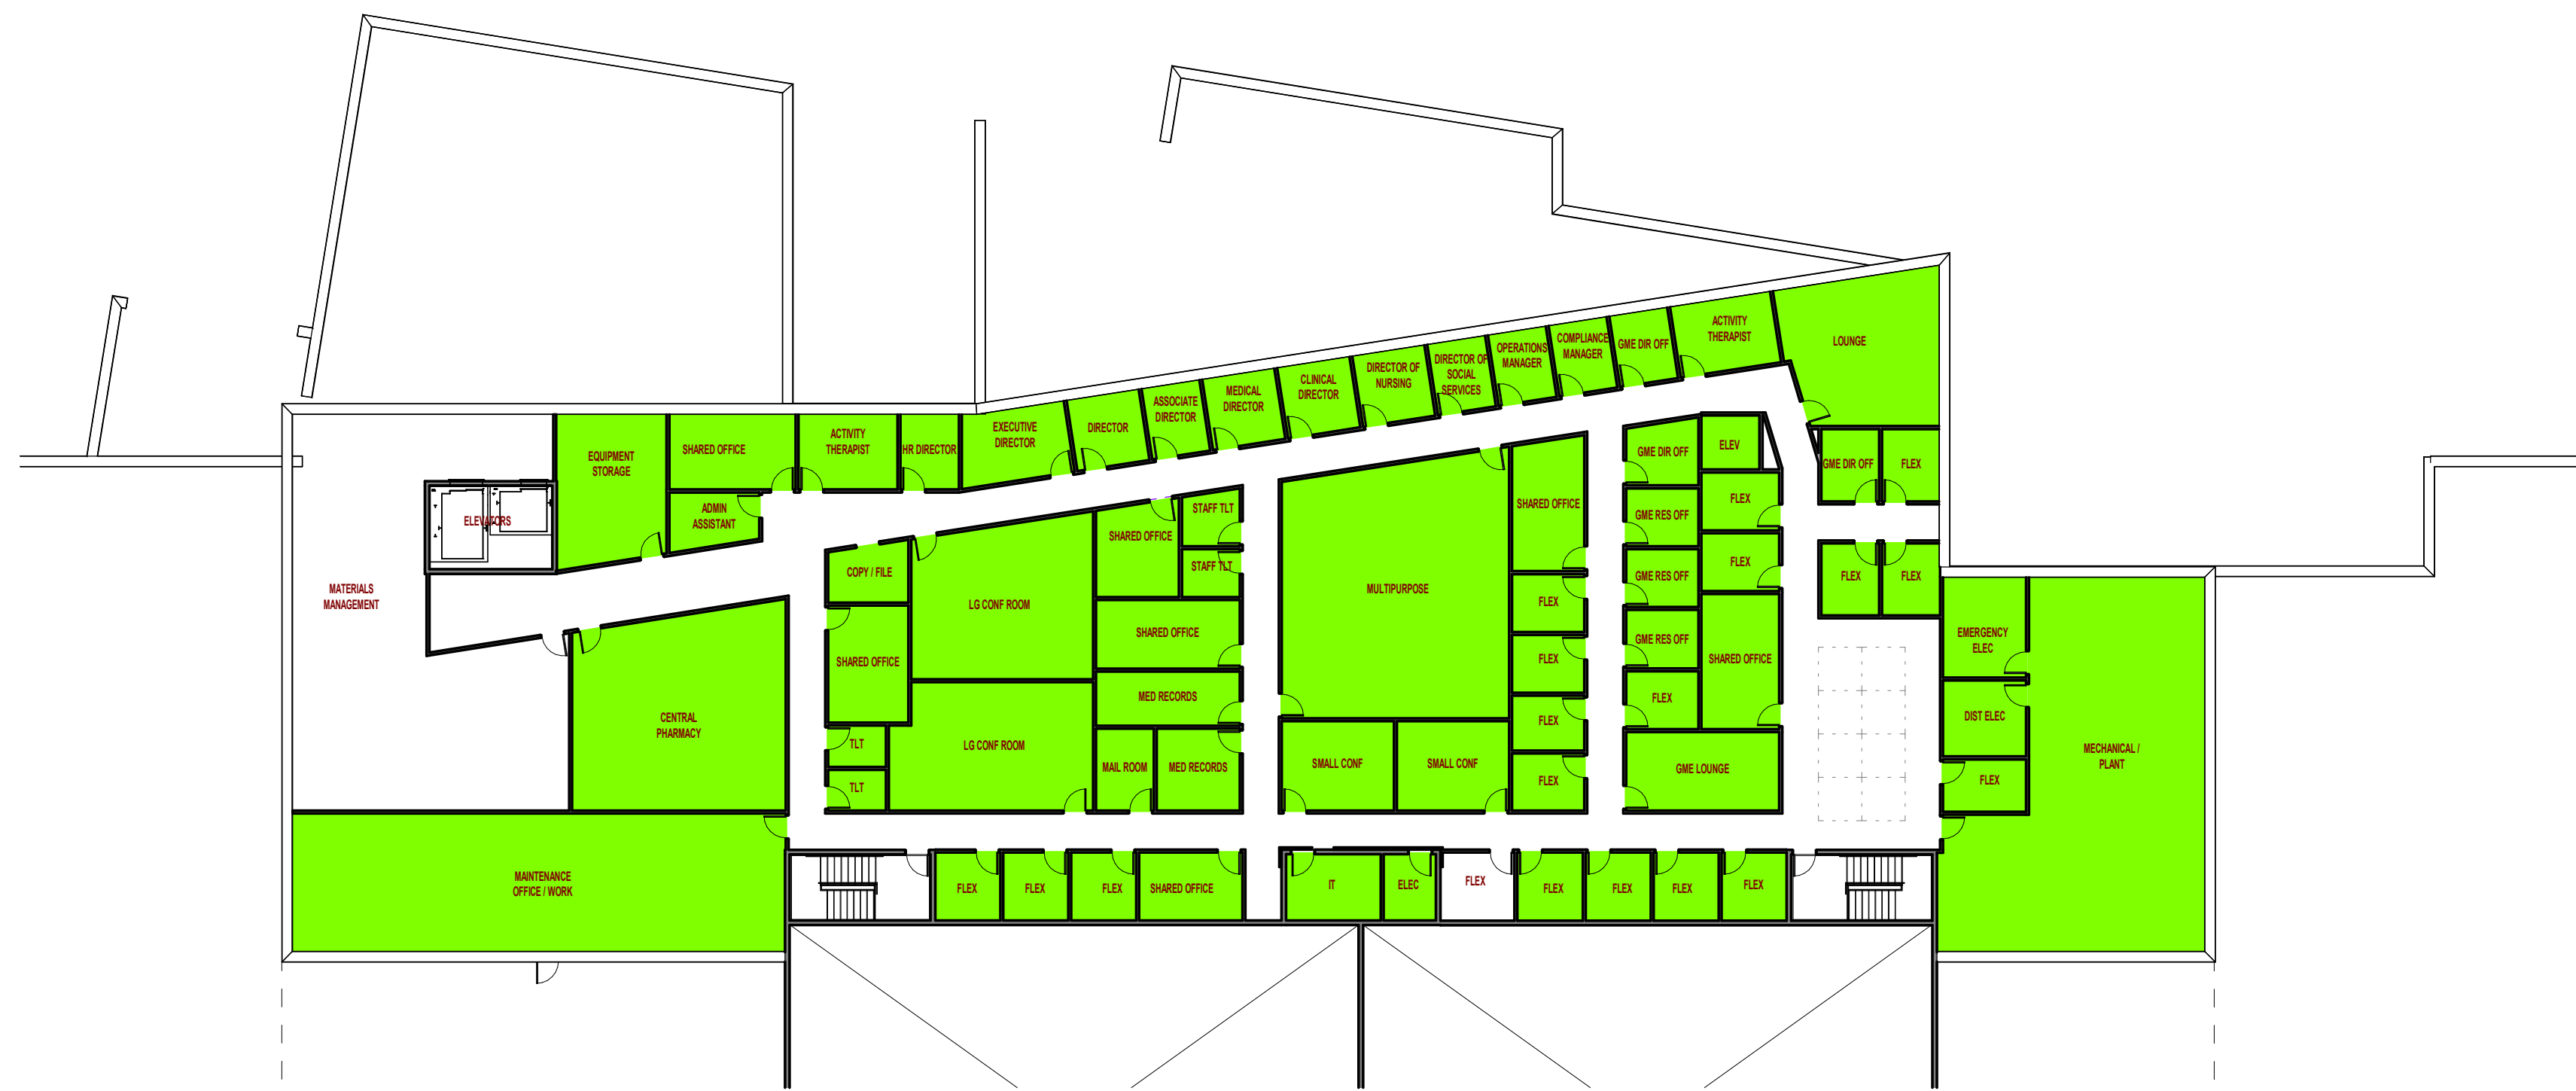 ACTIVITY
THERAPIST
LOUNGE
COMPLIANCE
MANAGER
GME DIR OFF
OPERATIONS
MANAGER
DIRECTOR OF
SOCIAL
SERVICES
DIRECTOR OF
NURSING
CLINICAL
DIRECTOR
MEDICAL
DIRECTOR
ASSOCIATE
DIRECTOR
DIRECTOR
EXECUTIVE
DIRECTOR
HR DIRECTOR
ACTIVITY
THERAPIST
SHARED OFFICE
EQUIPMENT
STORAGE
ADMIN
ASSISTANT
ELEVATORS
MATERIALS
MANAGEMENT
CENTRAL
PHARMACY
MAINTENANCE
OFFICE / WORK
COPY / FILE
SHARED OFFICE
TLT
TLT
LG CONF ROOM
LG CONF ROOM
SHARED OFFICE
STAFF TLT
STAFF TLT
SHARED OFFICE
MED RECORDS
MAIL ROOM
MED RECORDS
MULTIPURPOSE
SMALL CONF
SMALL CONF
SHARED OFFICE
FLEX
FLEX
FLEX
FLEX
GME DIR OFF
GME RES OFF
GME RES OFF
GME RES OFF
FLEX
ELEV
FLEX
FLEX
SHARED OFFICE
GME LOUNGE
GME DIR OFF
FLEX
FLEX
FLEX
EMERGENCY
ELEC
DIST ELEC
FLEX
MECHANICAL /
PLANT
FLEX
FLEX
FLEX
SHARED OFFICE
IT
ELEC
FLEX
FLEX
FLEX
FLEX
FLEX